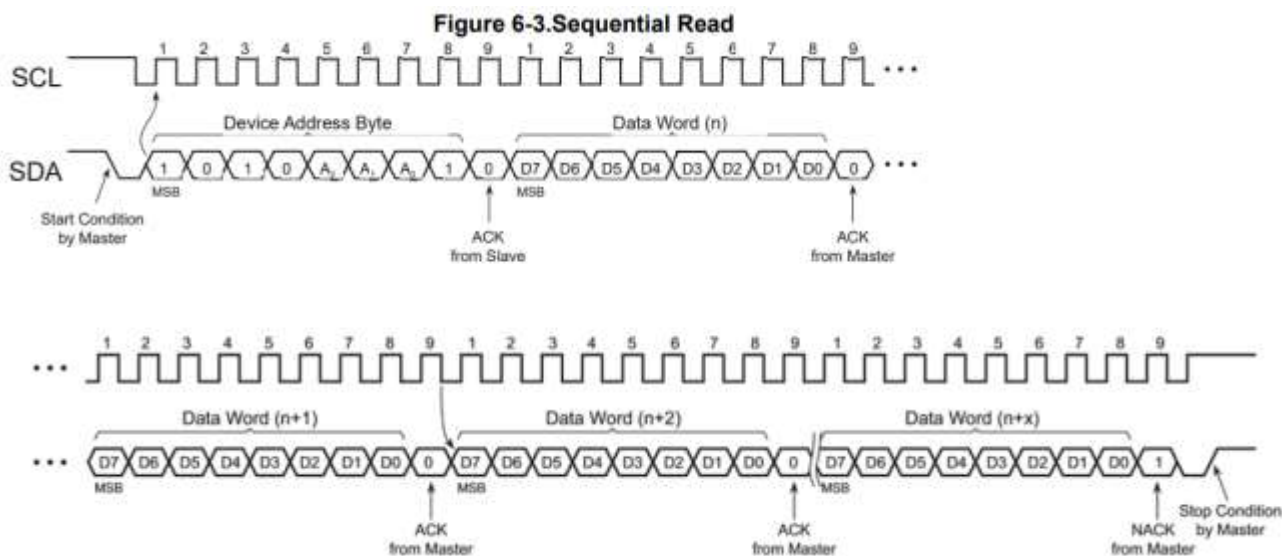 Figure 6-3.Sequential Read
1 2 3 4 5 6 7 8 9 1 2 3 4 5 6 7 8 9
SCL
Device Address Byte Data Word (n)
SDA 1 0 1 0 A2 A1 A0 1 0 D7 D6 D5 D4 D3 D2 D1 D0 0
MSB MSB
Start Condition
by Master
ACK
from Slave
ACK
from Master
1 2 3 4 5 6 7 8 9 1 2 3 4 5 6 7 8 9 1 2 3 4 5 6 7 8 9
Data Word (n+1) Data Word (n+2) Data Word (n+x)
D7 D6 D5 D4 D3 D2 D1 D0 0 D7 D6 D5 D4 D3 D2 D1 D0 0 D7 D6 D5 D4 D3 D2 D1 D0 1
MSB MSB MSB
ACK
from Master
ACK
from Master
NACK
from Master
Stop Condition
by Master